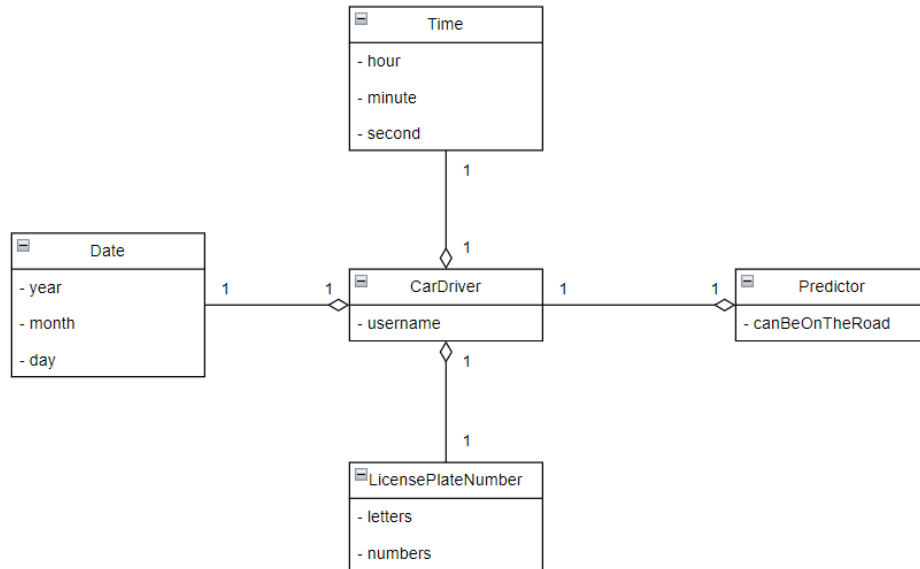 Time
- hour
- minute
- second
1
1
Date
- year
- month
- day
1
1
CarDriver
- username
1
1
Predictor
- canBeOnTheRoad
1
1
LicensePlateNumber
- letters
- numbers